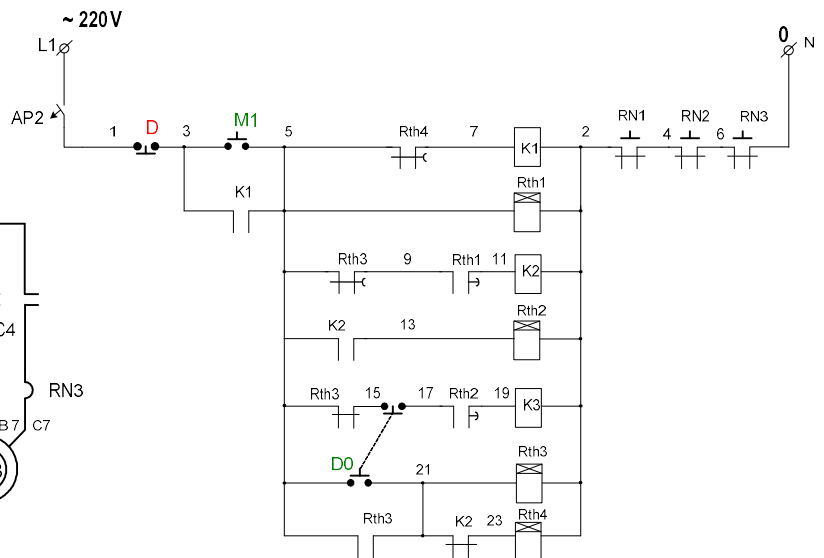 ~ 220V
L1
0
N
AP2
1
D
3
M1
5
Rth4
7
K1
2
RN1
4
RN2
6
RN3
K1
Rth1
Rth3
9
Rth1
11
K2
K2
13
Rth2
C4
Rth3
15
17
Rth2
19
K3
RN3
B7
C7
D0
21
Rth3
Rth3
K2
23
Rth4